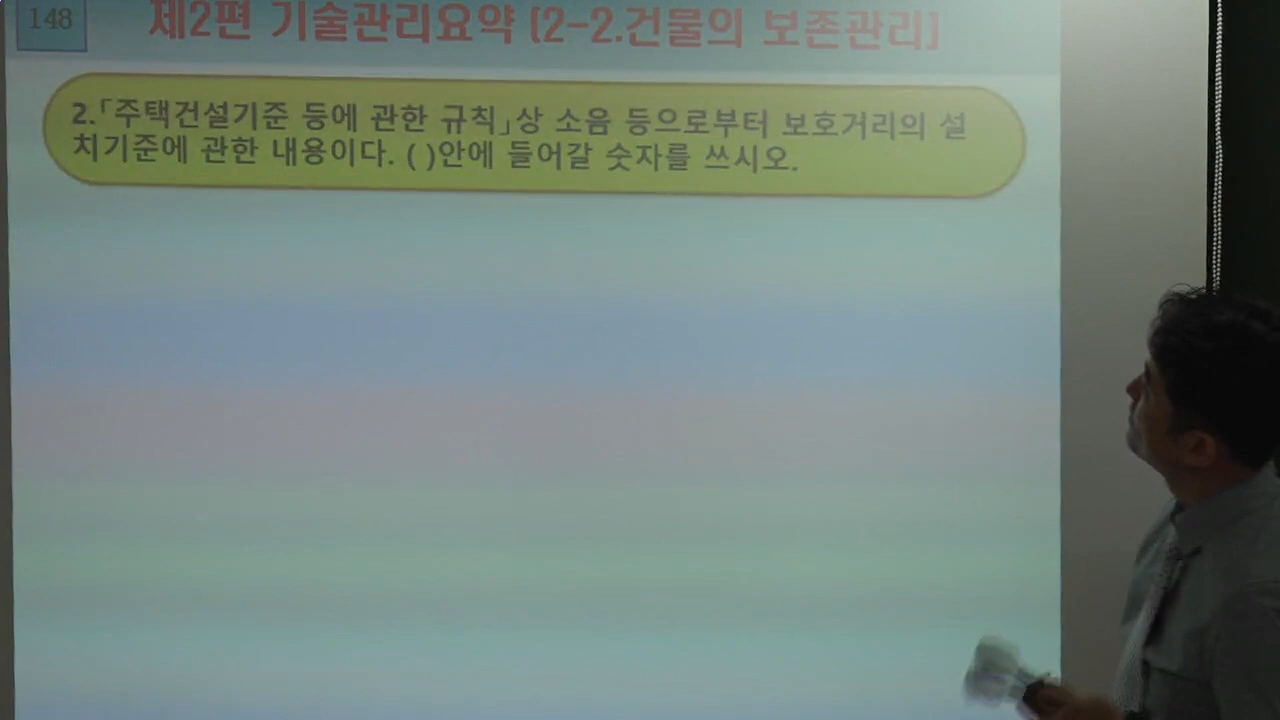 148
제2편 기술관리요약 [2-2.건물의 보존관리]
2.「주택건설기준 등에 관한 규칙」상 소음 등으로부터 보호거리의 설
치기준에 관한 내용이다. ( )안에 들어갈 숫자를 쓰시오.